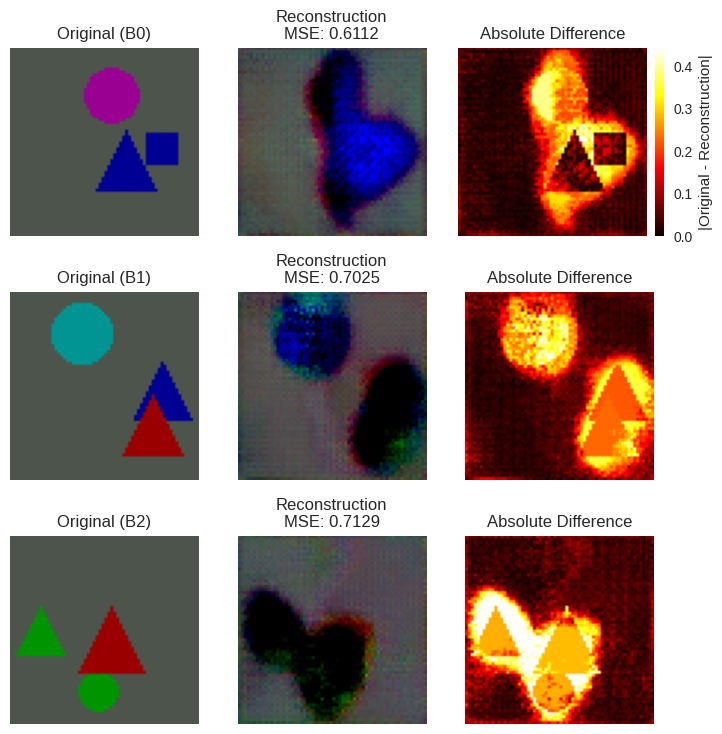 Original (B0)
Reconstruction
MSE: 0.6112
Absolute Difference
0.4
0.3
0.2
0.1
0.0
|Original - Reconstruction|
Original (B1)
Reconstruction
MSE: 0.7025
Absolute Difference
Original (B2)
Reconstruction
MSE: 0.7129
Absolute Difference